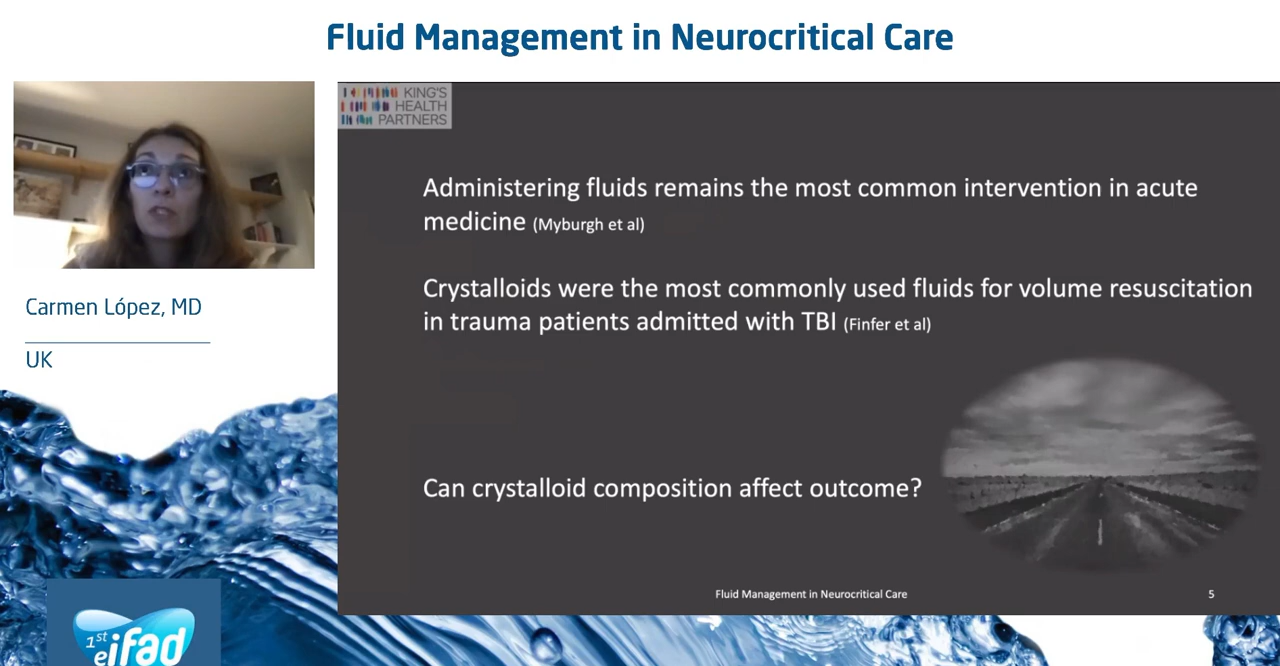 Fluid Management in Neurocritical Care
KING'S
HEALTH
PARTNERS
Administering fluids remains the most common intervention in acute
medicine (Myburgh et al)
Crystalloids were the most commonly used fluids for volume resuscitation
in trauma patients admitted with TBI (Finfer et al)
Can crystalloid composition affect outcome?
Fluid Management in Neurocritical Care
5
Carmen López, MD
UK
1st
eifad